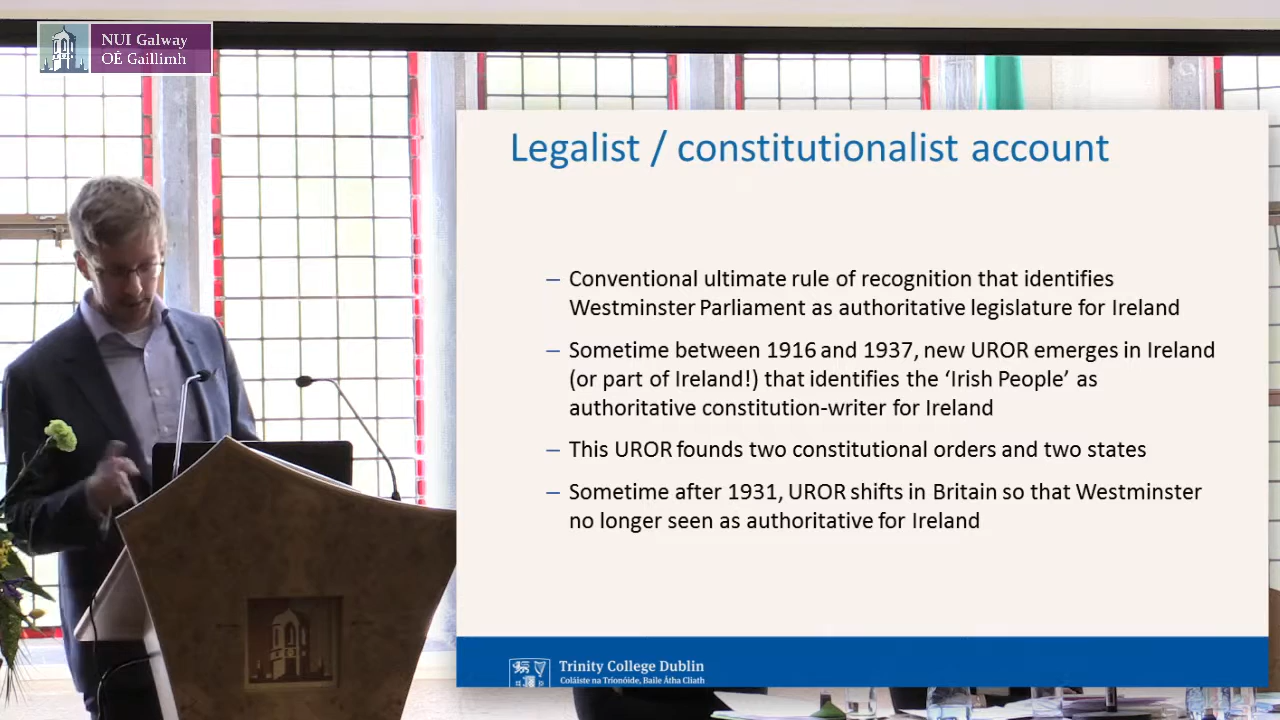 NUI Galway
OÉ Gaillimh
Legalist / constitutionalist account
– Conventional ultimate rule of recognition that identifies
Westminster Parliament as authoritative legislature for Ireland
– Sometime between 1916 and 1937, new UROR emerges in Ireland
(or part of Ireland!) that identifies the ‘Irish People’ as
authoritative constitution-writer for Ireland
– This UROR founds two constitutional orders and two states
– Sometime after 1931, UROR shifts in Britain so that Westminster
no longer seen as authoritative for Ireland
Trinity College Dublin
Coláiste na Tríonóide, Baile Átha Cliath